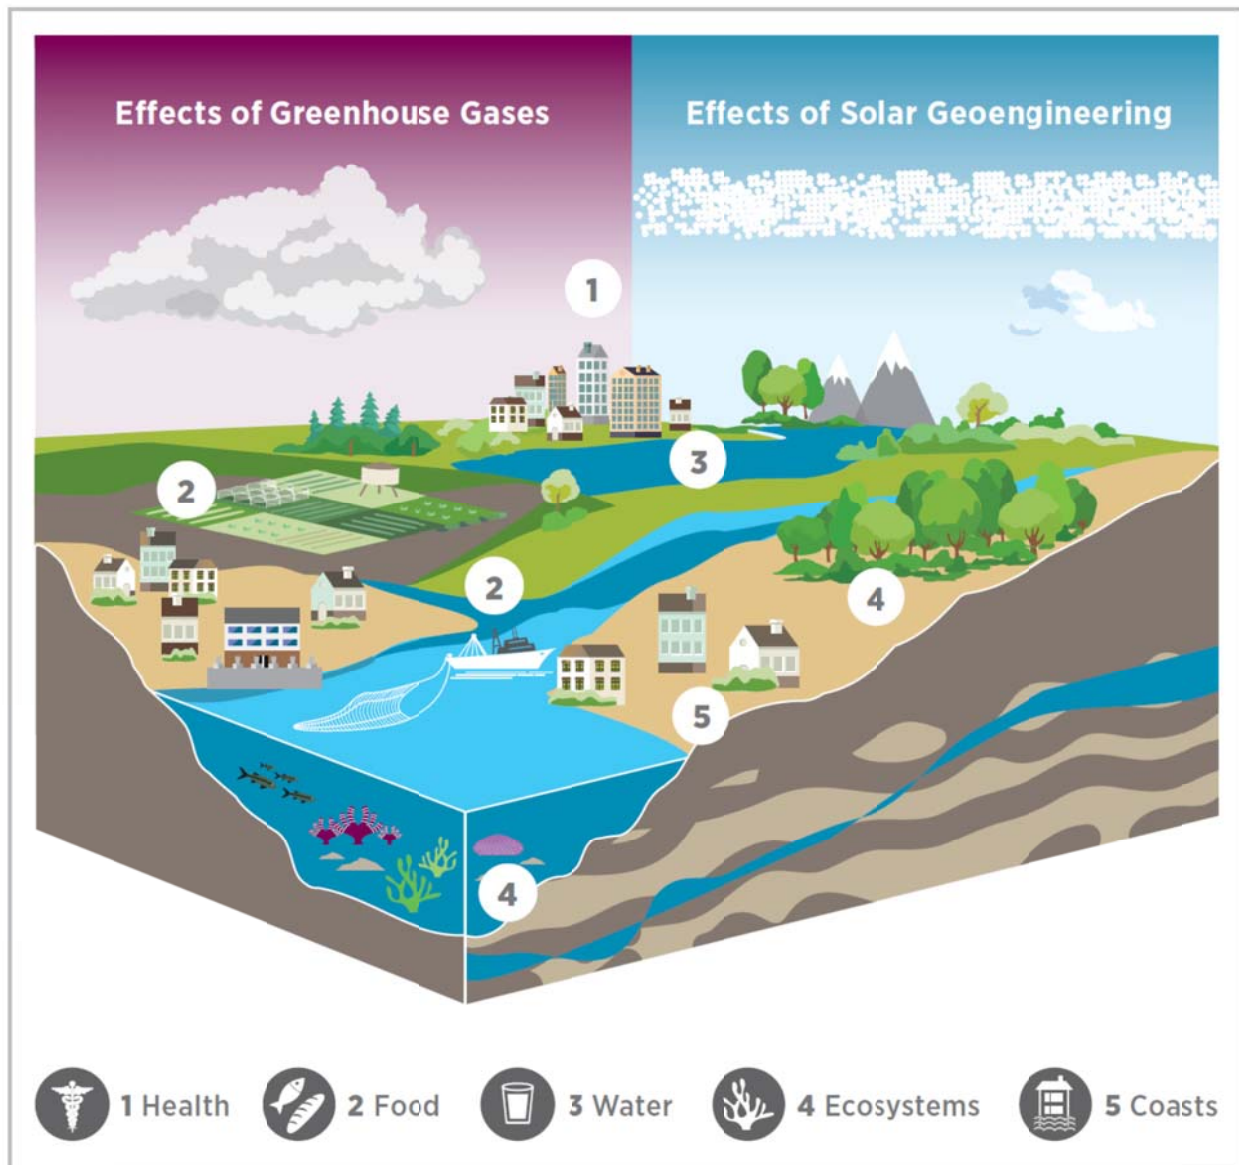 Effects of Greenhouse Gases
Effects of Solar Geoengineering
1
3
2
2
4
5
4
1 Health
2 Food
3 Water
4 Ecosystems
5 Coasts